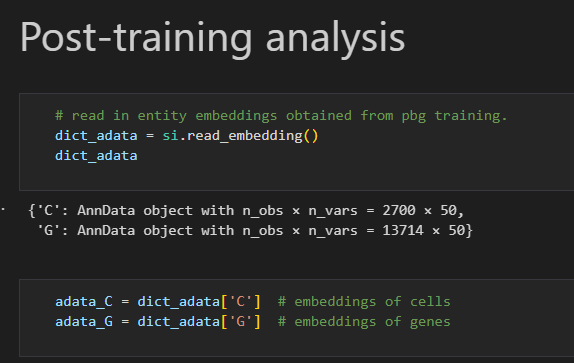 Post-training analysis
# read in entity embeddings obtained from pbg training.
dict_adata = si.read_embedding()
dict_adata
{'C': AnnData object with n_obs × n_vars = 2700 × 50,
 'G': AnnData object with n_obs × n_vars = 13714 × 50}
adata_C = dict_adata['C']  # embeddings of cells
adata_G = dict_adata['G']  # embeddings of genes